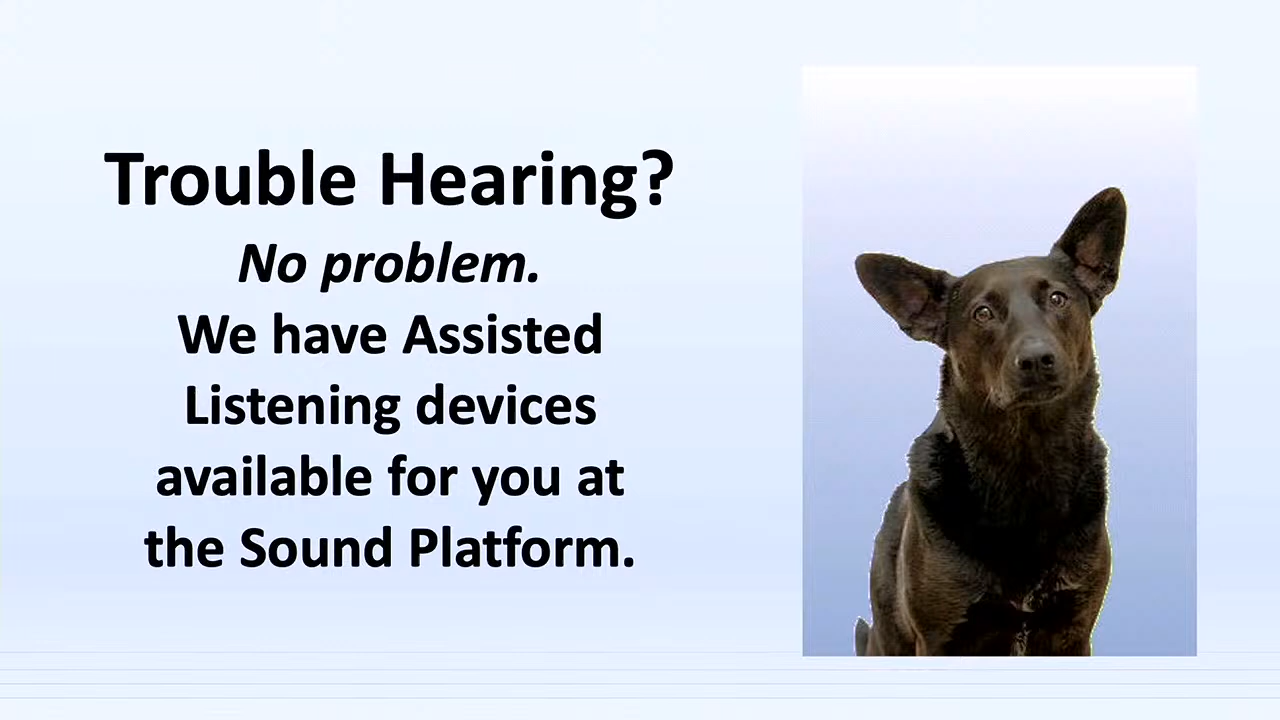 Trouble Hearing?
No problem.
We have Assisted
Listening devices
available for you at
the Sound Platform.